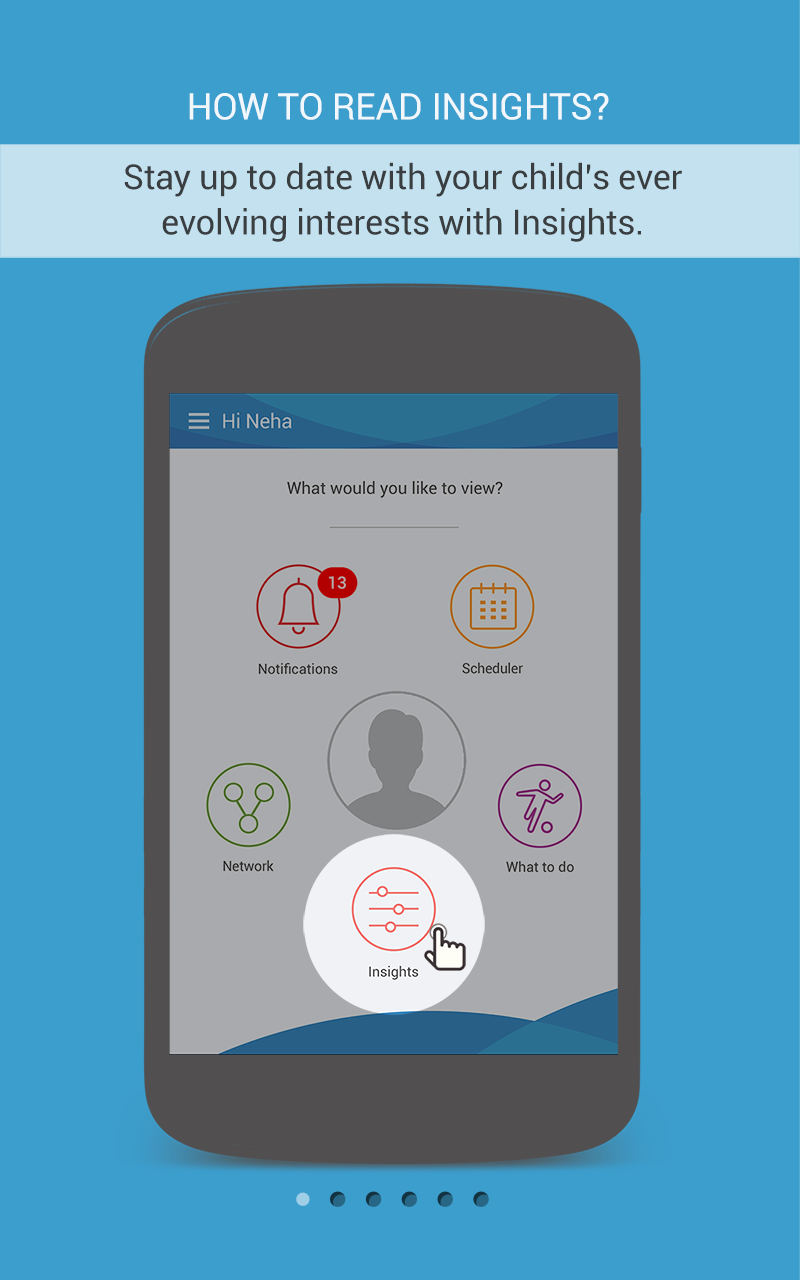 HOW TO READ INSIGHTS?
Stay up to date with your child's ever
evolving interests with Insights.
Hi Neha
What would you like to view?
13
Notifications
Scheduler
Network
What to do
Insights